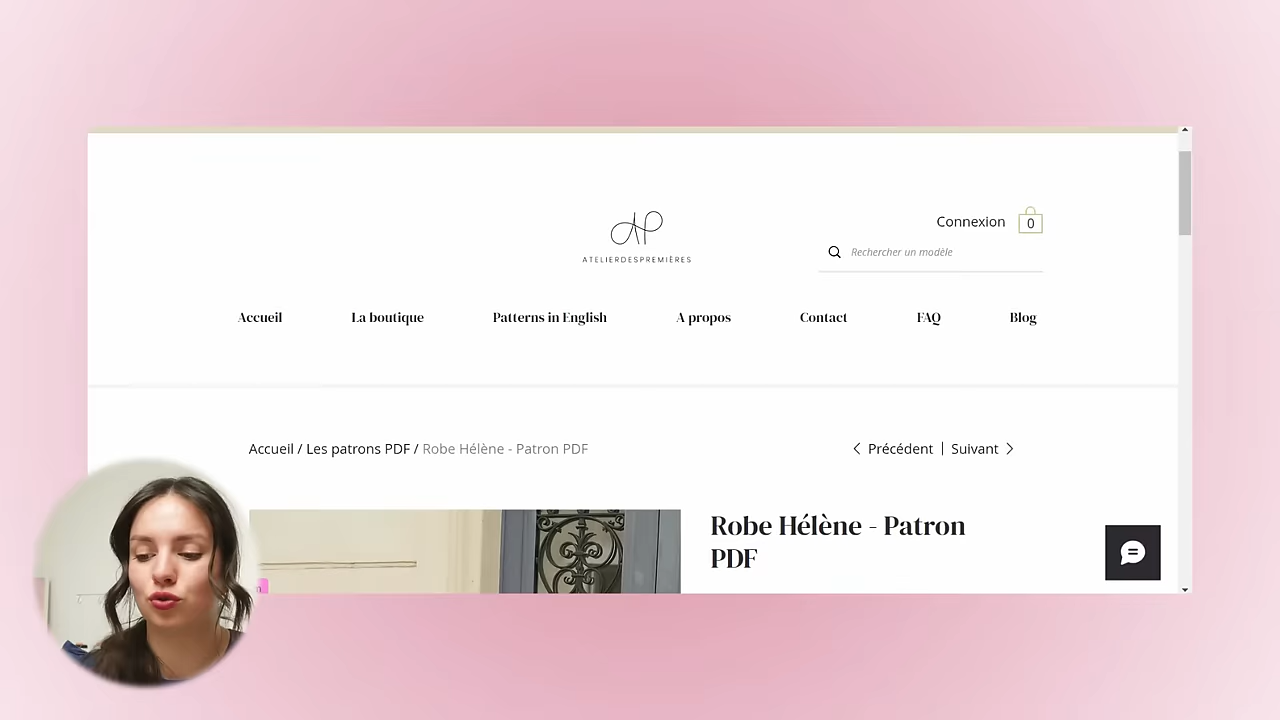 Connexion
0
AP
ATELIERDESPREMIÈRES
Rechercher un modèle
Accueil
La boutique
Patterns in English
A propos
Contact
FAQ
Blog
Accueil / Les patrons PDF / Robe Hélène - Patron PDF
Précédent | Suivant
Robe Hélène - Patron
PDF